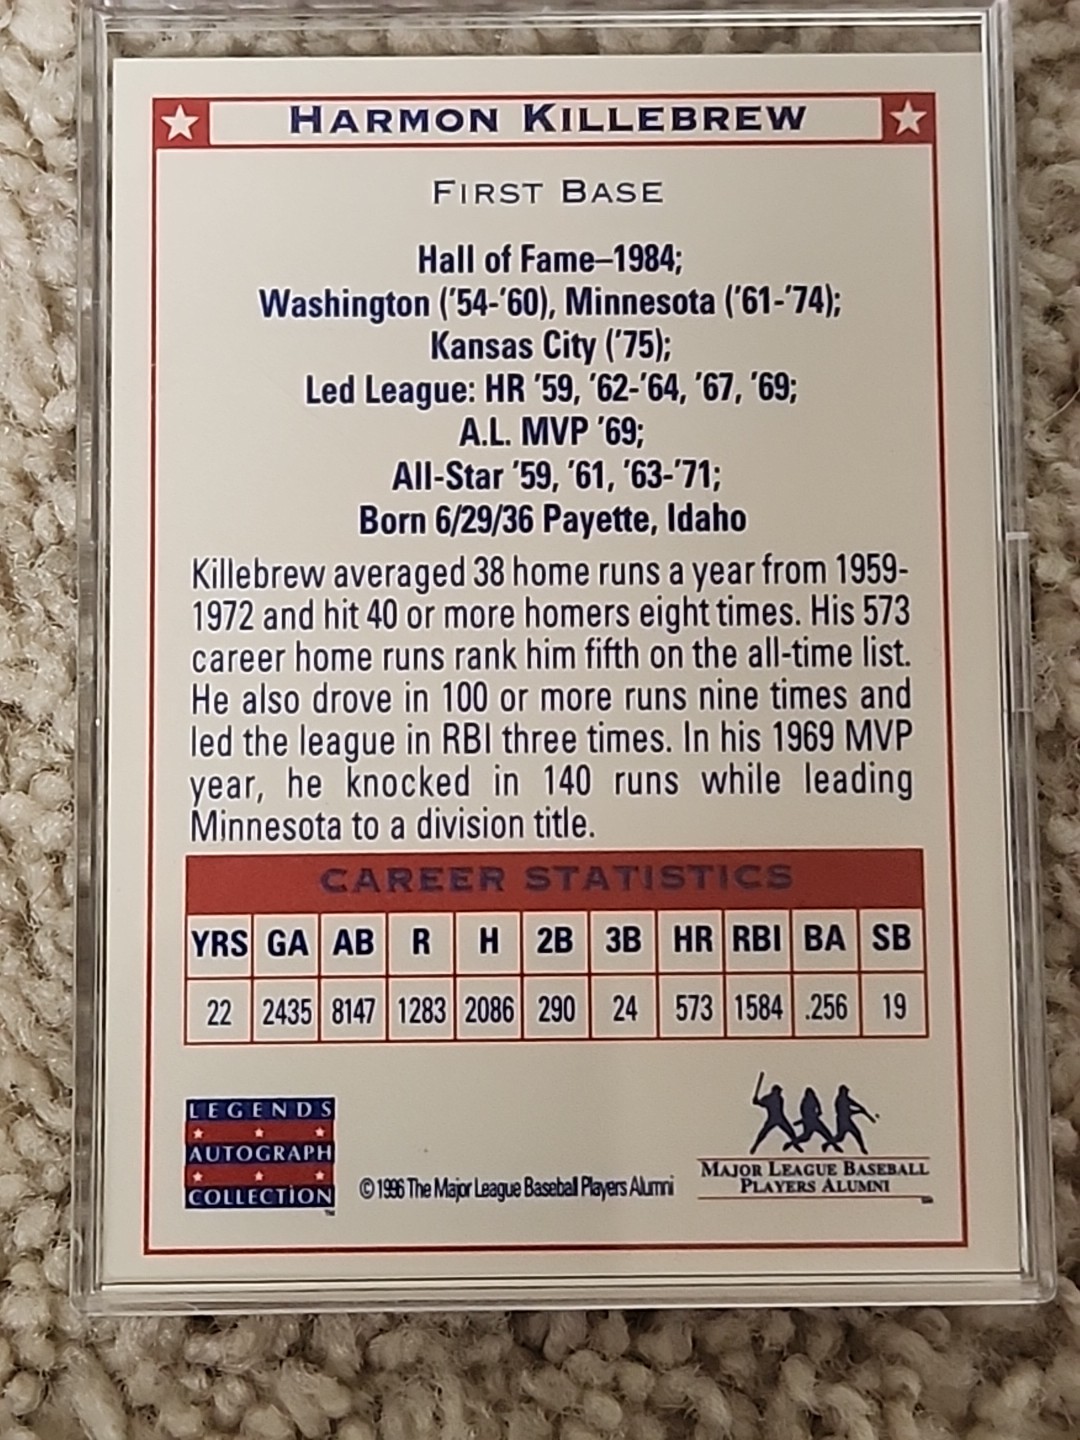 HARMON KILLEBREW
FIRST BASE
Hall of Fame–1984;
Washington ('54-'60), Minnesota ('61-'74);
Kansas City ('75);
Led League: HR '59, '62-'64, '67, '69;
A.L. MVP '69;
All-Star '59, '61, '63-'71;
Born 6/29/36 Payette, Idaho
Killebrew averaged 38 home runs a year from 1959-
1972 and hit 40 or more homers eight times. His 573
career home runs rank him fifth on the all-time list.
He also drove in 100 or more runs nine times and
led the league in RBI three times. In his 1969 MVP
year, he knocked in 140 runs while leading
Minnesota to a division title.
CAREER STATISTICS
YRS GA AB R H 2B 3B HR RBI BA SB
22 2435 8147 1283 2086 290 24 573 1584 .256 19
LEGENDS
AUTOGRAPH
COLLECTION™
©1996 The Major League Baseball Players Alumni
MAJOR LEAGUE BASEBALL
PLAYERS ALUMNI